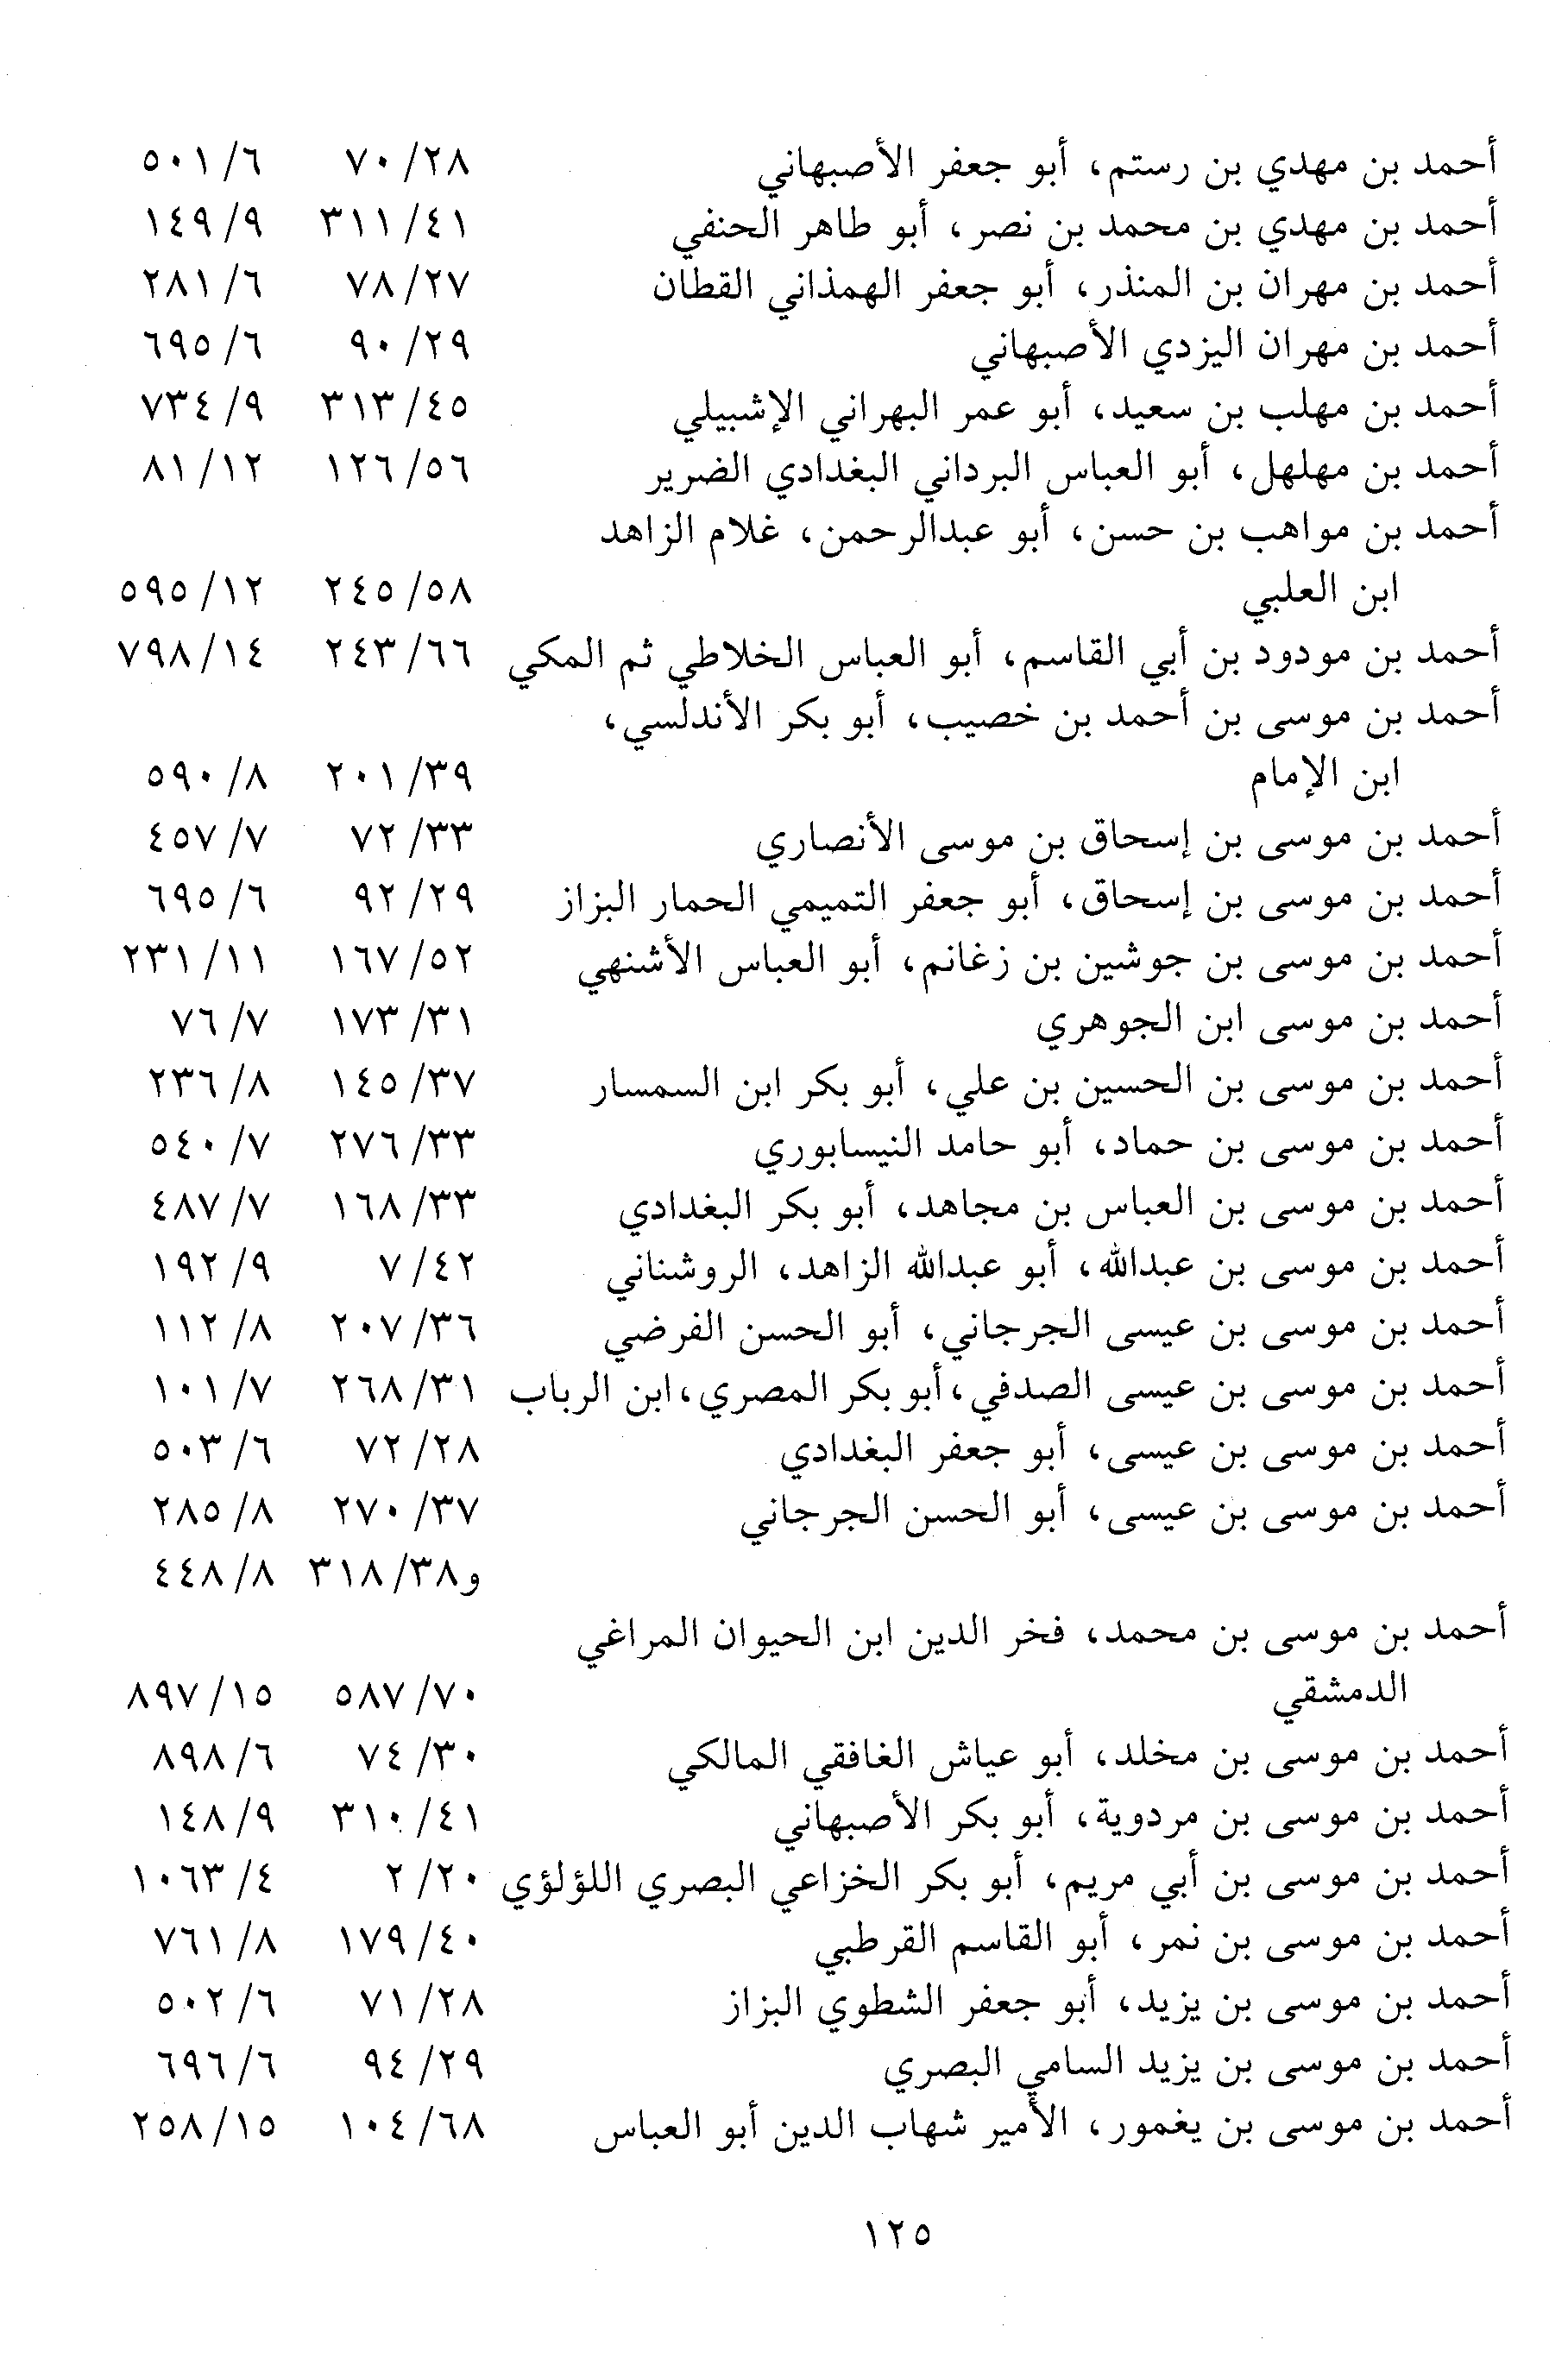 أحمد بن مهدي بن رستم، أبو جعفر الأصبهاني ٧٠/٢٨ ٥٠١/٦
أحمد بن مهدي بن محمد بن نصر، أبو طاهر الحنفي ٣١١/٤١ ١٤٩/٩
أحمد بن مهران بن المنذر، أبو جعفر الهمذاني القطان ٧٨/٢٧ ٢٨١/٦
أحمد بن مهران اليزدي الأصبهاني ٩٠/٢٩ ٦٩٥/٦
أحمد بن مهلب بن سعيد، أبو عمر البهراني الإشبيلي ٣١٣/٤٥ ٧٣٤/٩
أحمد بن مهلهل، أبو العباس البرداني البغدادي الضرير ١٢٦/٥٦ ٨١/١٢
أحمد بن مواهب بن حسن، أبو عبدالرحمن، غلام الزاهد
ابن العلبي ٢٤٥/٥٨ ٥٩٥/١٢
أحمد بن مودود بن أبي القاسم، أبو العباس الخلاطي ثم المكي ٢٤٣/٦٦ ٧٩٨/١٤
أحمد بن موسى بن أحمد بن خصيب، أبو بكر الأندلسي،
ابن الإمام ٢٠١/٣٩ ٥٩٠/٨
أحمد بن موسى بن إسحاق بن موسى الأنصاري ٧٢/٣٣ ٤٥٧/٧
أحمد بن موسى بن إسحاق، أبو جعفر التميمي الحمار البزاز ٩٢/٢٩ ٦٩٥/٦
أحمد بن موسى بن جوشين بن زغانم، أبو العباس الأشنهي ١٦٧/٥٢ ٢٣١/١١
أحمد بن موسى ابن الجوهري ١٧٣/٣١ ٧٦/٧
أحمد بن موسى بن الحسين بن علي، أبو بكر ابن السمسار ١٤٥/٣٧ ٢٣٦/٨
أحمد بن موسى بن حماد، أبو حامد النيسابوري ٢٧٦/٣٣ ٥٤٠/٧
أحمد بن موسى بن العباس بن مجاهد، أبو بكر البغدادي ١٦٨/٣٣ ٤٨٧/٧
أحمد بن موسى بن عبدالله، أبو عبدالله الزاهد، الروشناني ٧/٤٢ ١٩٢/٩
أحمد بن موسى بن عيسى الجرجاني، أبو الحسن الفرضي ٢٠٧/٣٦ ١١٢/٨
أحمد بن موسى بن عيسى الصدفي، أبو بكر المصري، ابن الرباب ٢٦٨/٣١ ١٠١/٧
أحمد بن موسى بن عيسى، أبو جعفر البغدادي ٧٢/٢٨ ٥٠٣/٦
أحمد بن موسى بن عيسى، أبو الحسن الجرجاني ٢٧٠/٣٧ ٢٨٥/٨
و٣١٨/٣٨ ٤٤٨/٨
أحمد بن موسى بن محمد، فخر الدين ابن الحيوان المراغي
الدمشقي ٥٨٧/٧٠ ٨٩٧/١٥
أحمد بن موسى بن مخلد، أبو عياش الغافقي المالكي ٧٤/٣٠ ٨٩٨/٦
أحمد بن موسى بن مردوية، أبو بكر الأصبهاني ٣١٠/٤١ ١٤٨/٩
أحمد بن موسى بن أبي مريم، أبو بكر الخزاعي البصري اللؤلؤي ٢/٢٠ ١٠٦٣/٤
أحمد بن موسى بن نمر، أبو القاسم القرطبي ١٧٩/٤٠ ٧٦١/٨
أحمد بن موسى بن يزيد، أبو جعفر الشطوي البزاز ٧١/٢٨ ٥٠٢/٦
أحمد بن موسى بن يزيد السامي البصري ٩٤/٢٩ ٦٩٦/٦
أحمد بن موسى بن يغمور، الأمير شهاب الدين أبو العباس ١٠٤/٦٨ ٢٥٨/١٥
١٢٥